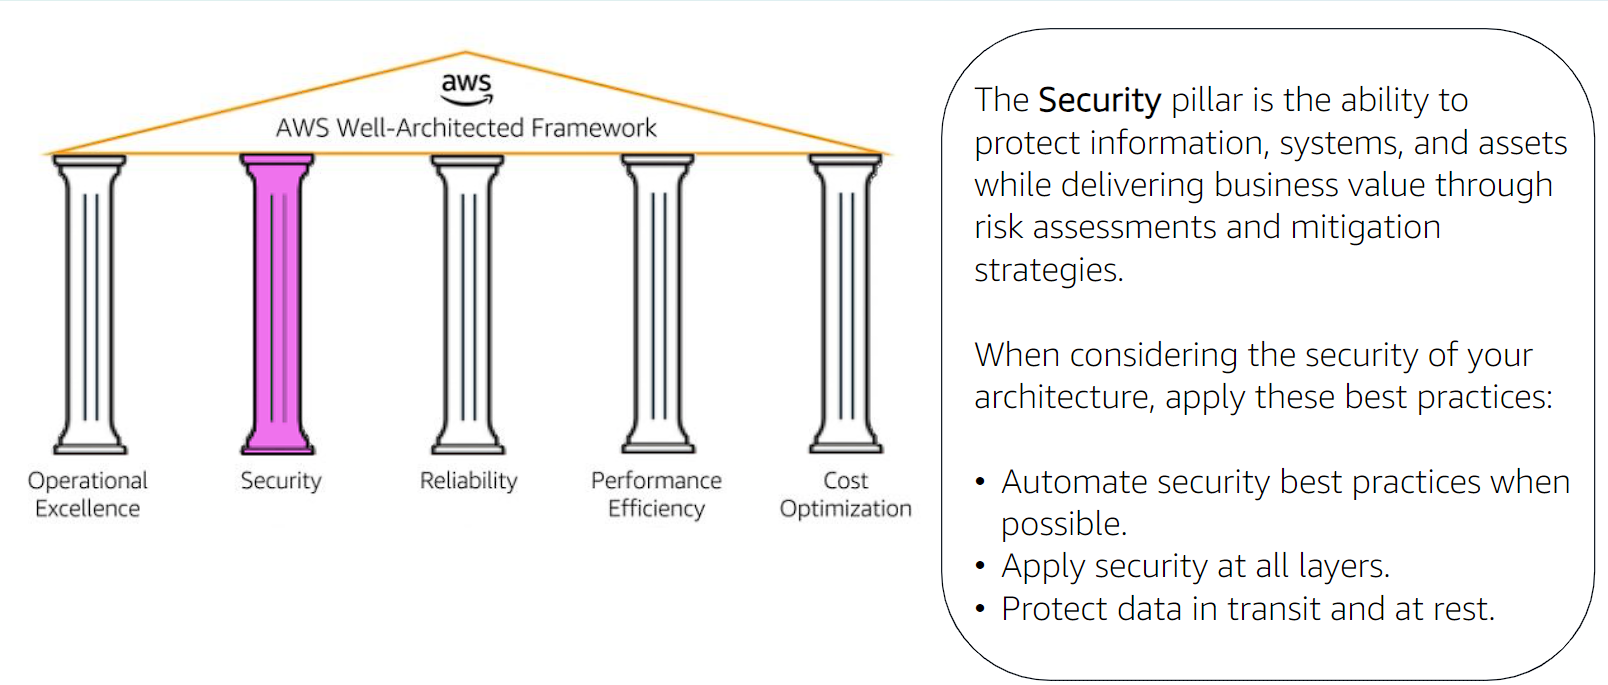 aws
AWS Well-Architected Framework
Operational
Excellence
Security
Reliability
Performance
Efficiency
Cost
Optimization
The Security pillar is the ability to
protect information, systems, and assets
while delivering business value through
risk assessments and mitigation
strategies.
When considering the security of your
architecture, apply these best practices:
• Automate security best practices when
possible.
• Apply security at all layers.
• Protect data in transit and at rest.